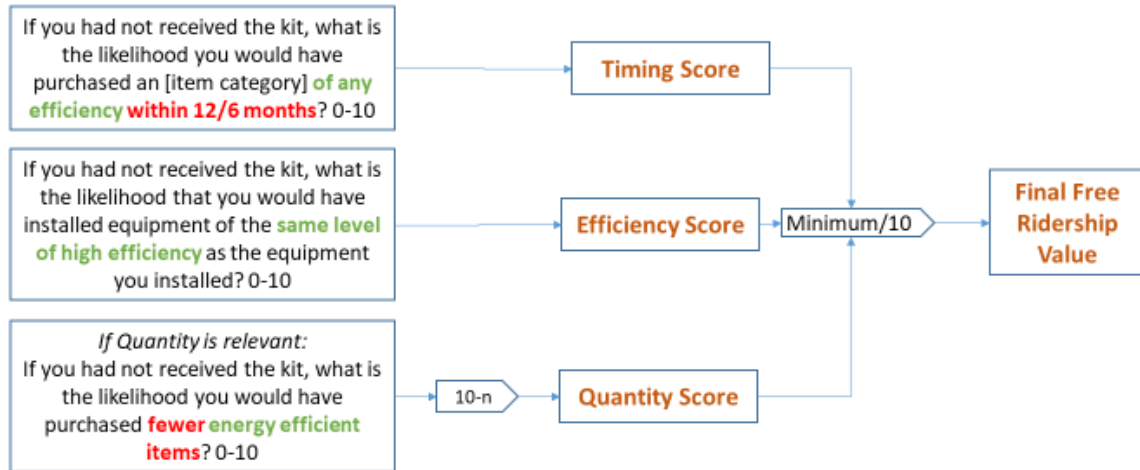 If you had not received the kit, what is
the likelihood you would have
purchased an [item category] of any
efficiency within 12/6 months? 0-10
Timing Score
If you had not received the kit, what is
the likelihood that you would have
installed equipment of the same level
of high efficiency as the equipment
you installed? 0-10
Efficiency Score
Minimum/10
Final Free
Ridership
Value
If Quantity is relevant:
If you had not received the kit, what is
the likelihood you would have
purchased fewer energy efficient
items? 0-10
10-n
Quantity Score